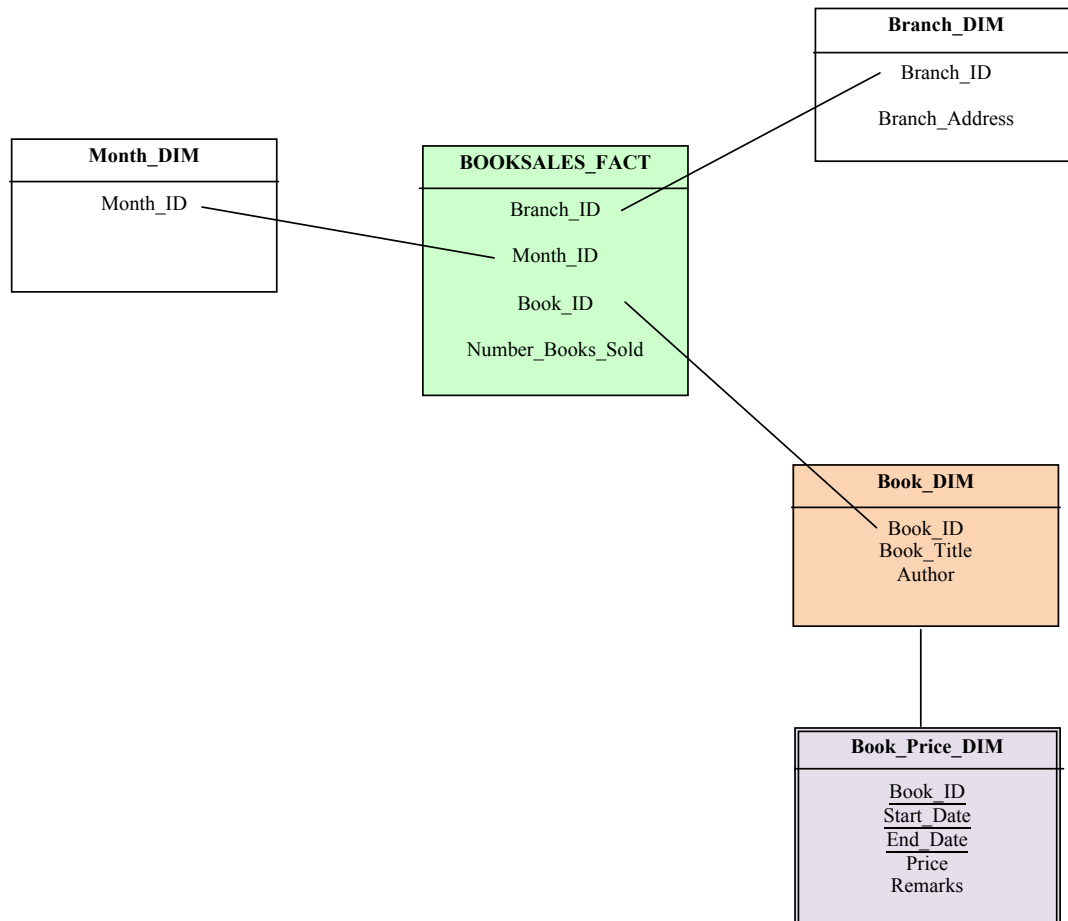 Branch_DIM
Branch_ID
Branch_Address
Month_DIM
Month_ID
BOOKSALES_FACT
Branch_ID
Month_ID
Book_ID
Number_Books_Sold
Book_DIM
Book_ID
Book_Title
Author
Book_Price_DIM
Book_ID
Start_Date
End_Date
Price
Remarks